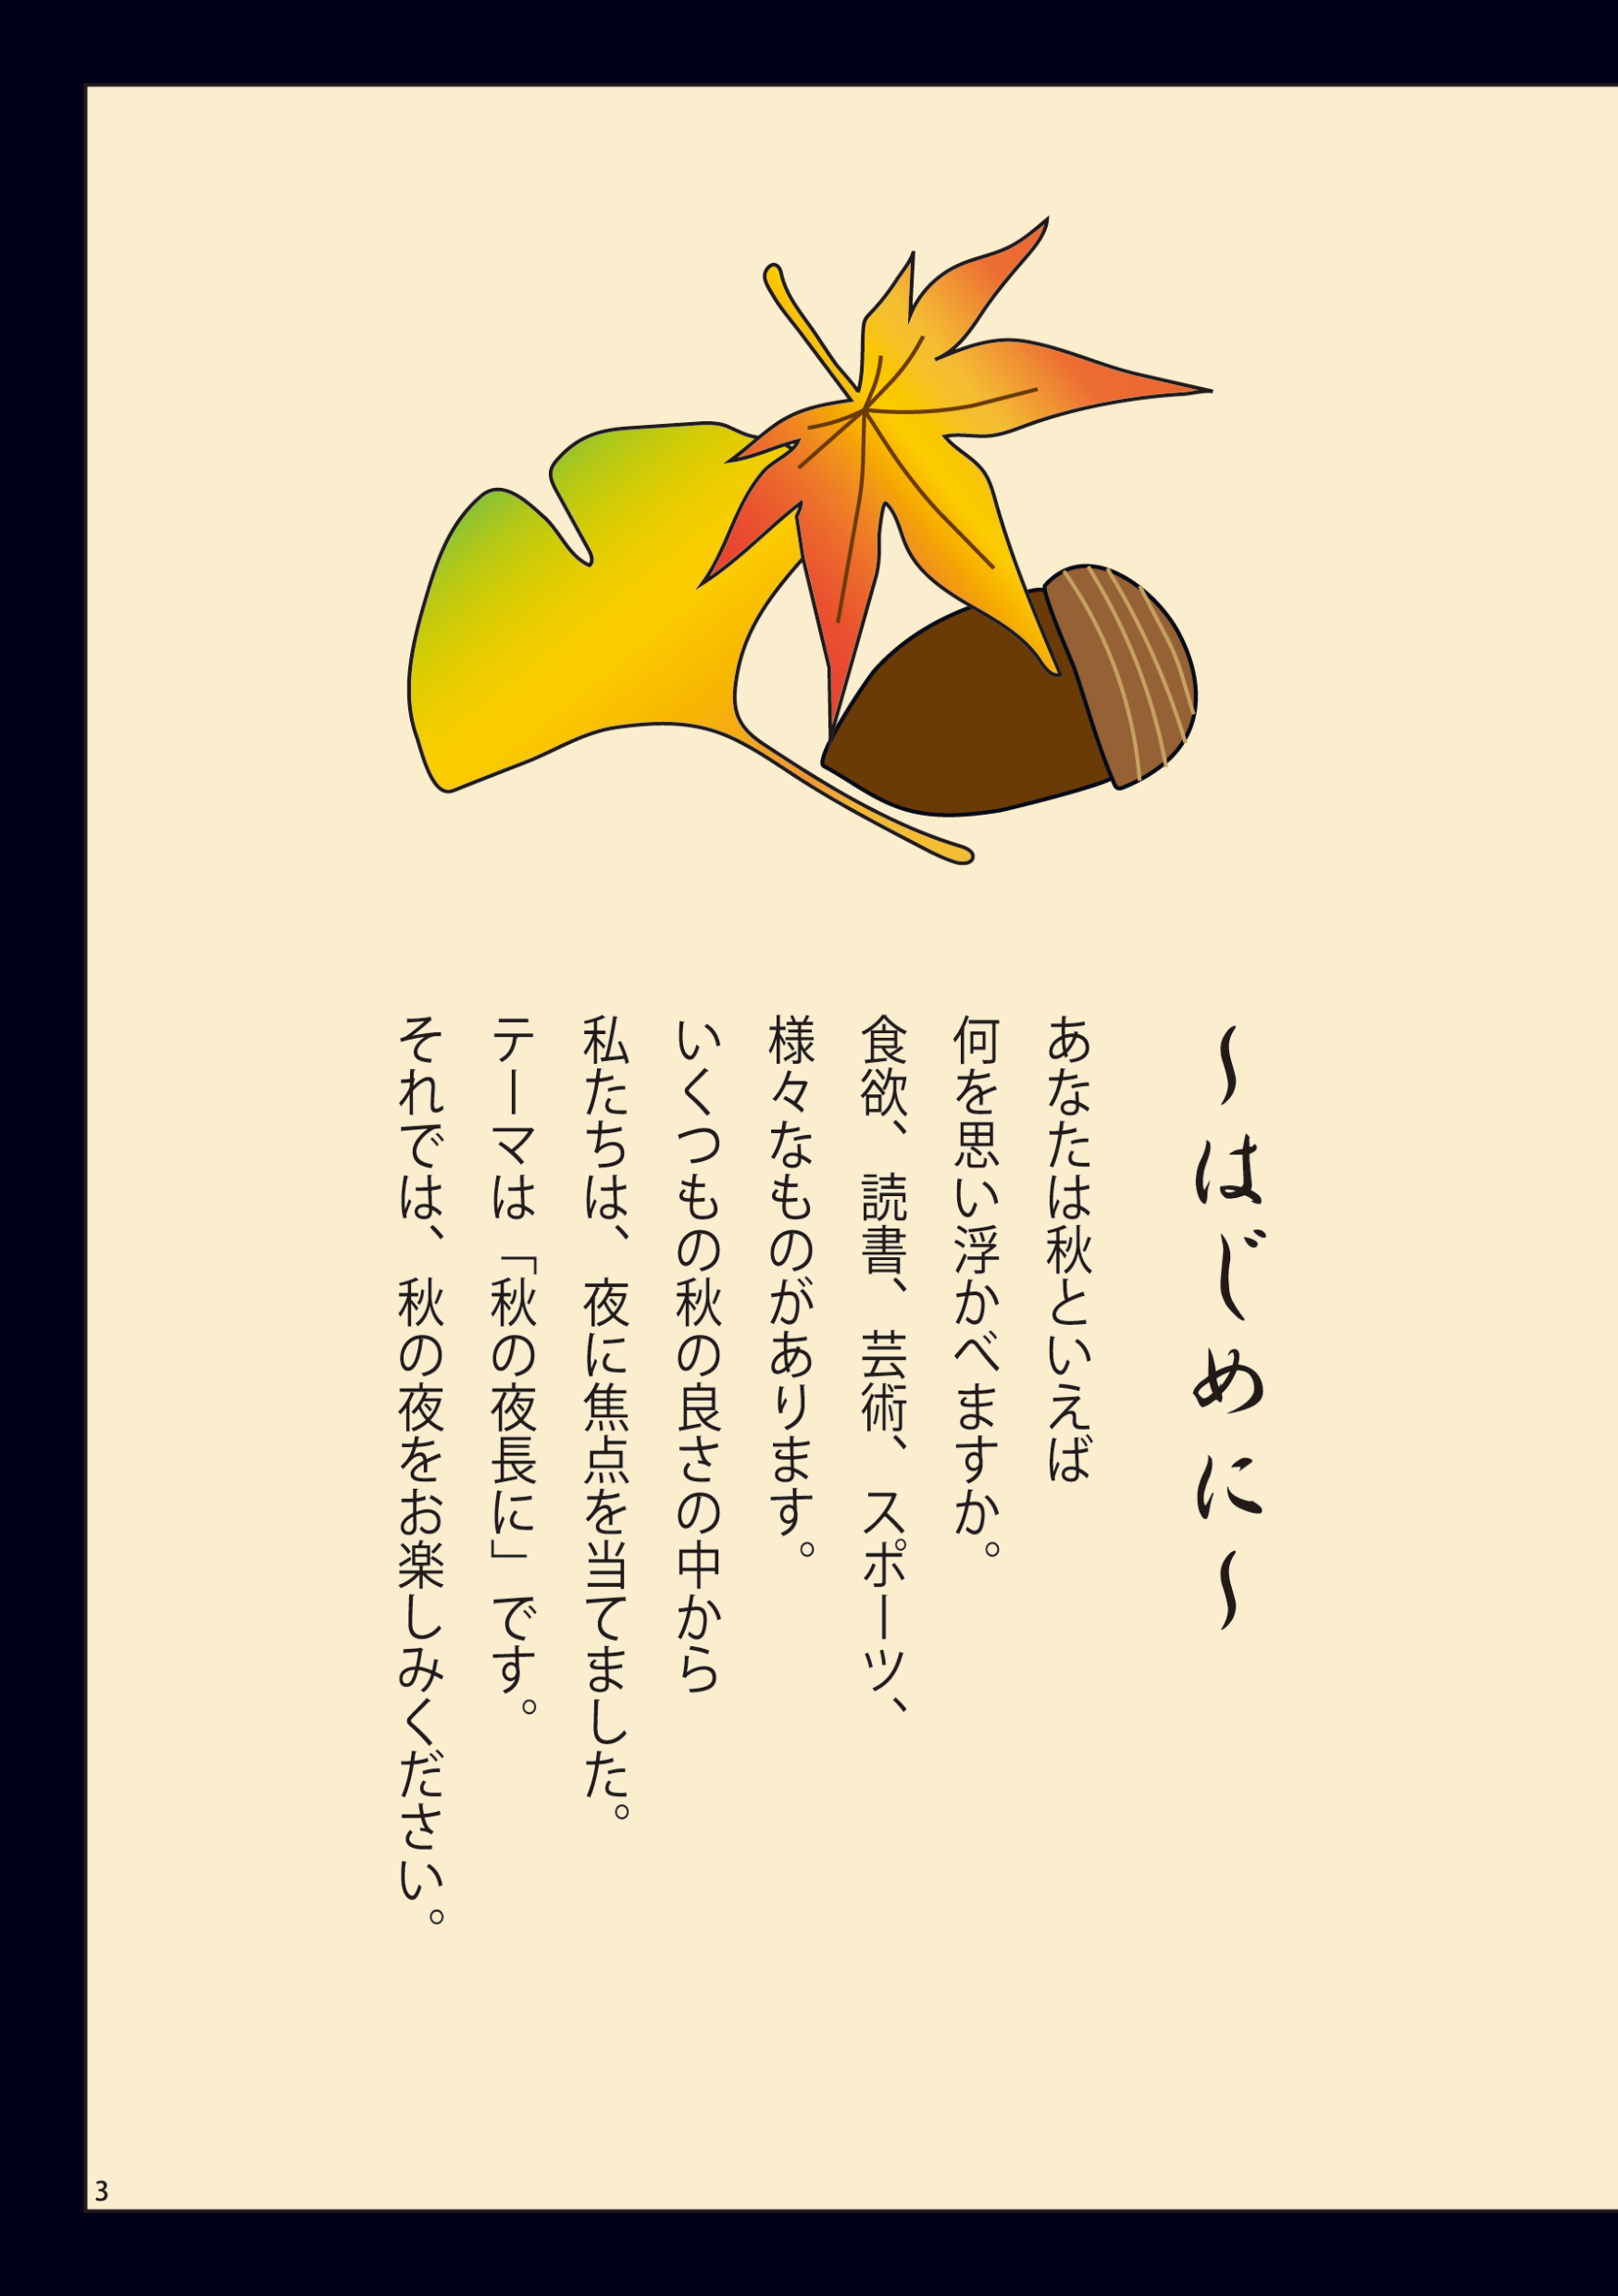 ～はじめに～
あなたは秋といえば
何を思い浮かべますか。
食欲、読書、芸術、スポーツ、
様々なものがあります。
いくつもの秋の良さの中から
私たちは、夜に焦点を当てました。
テーマは「秋の夜長に」です。
それでは、秋の夜をお楽しみください。
3